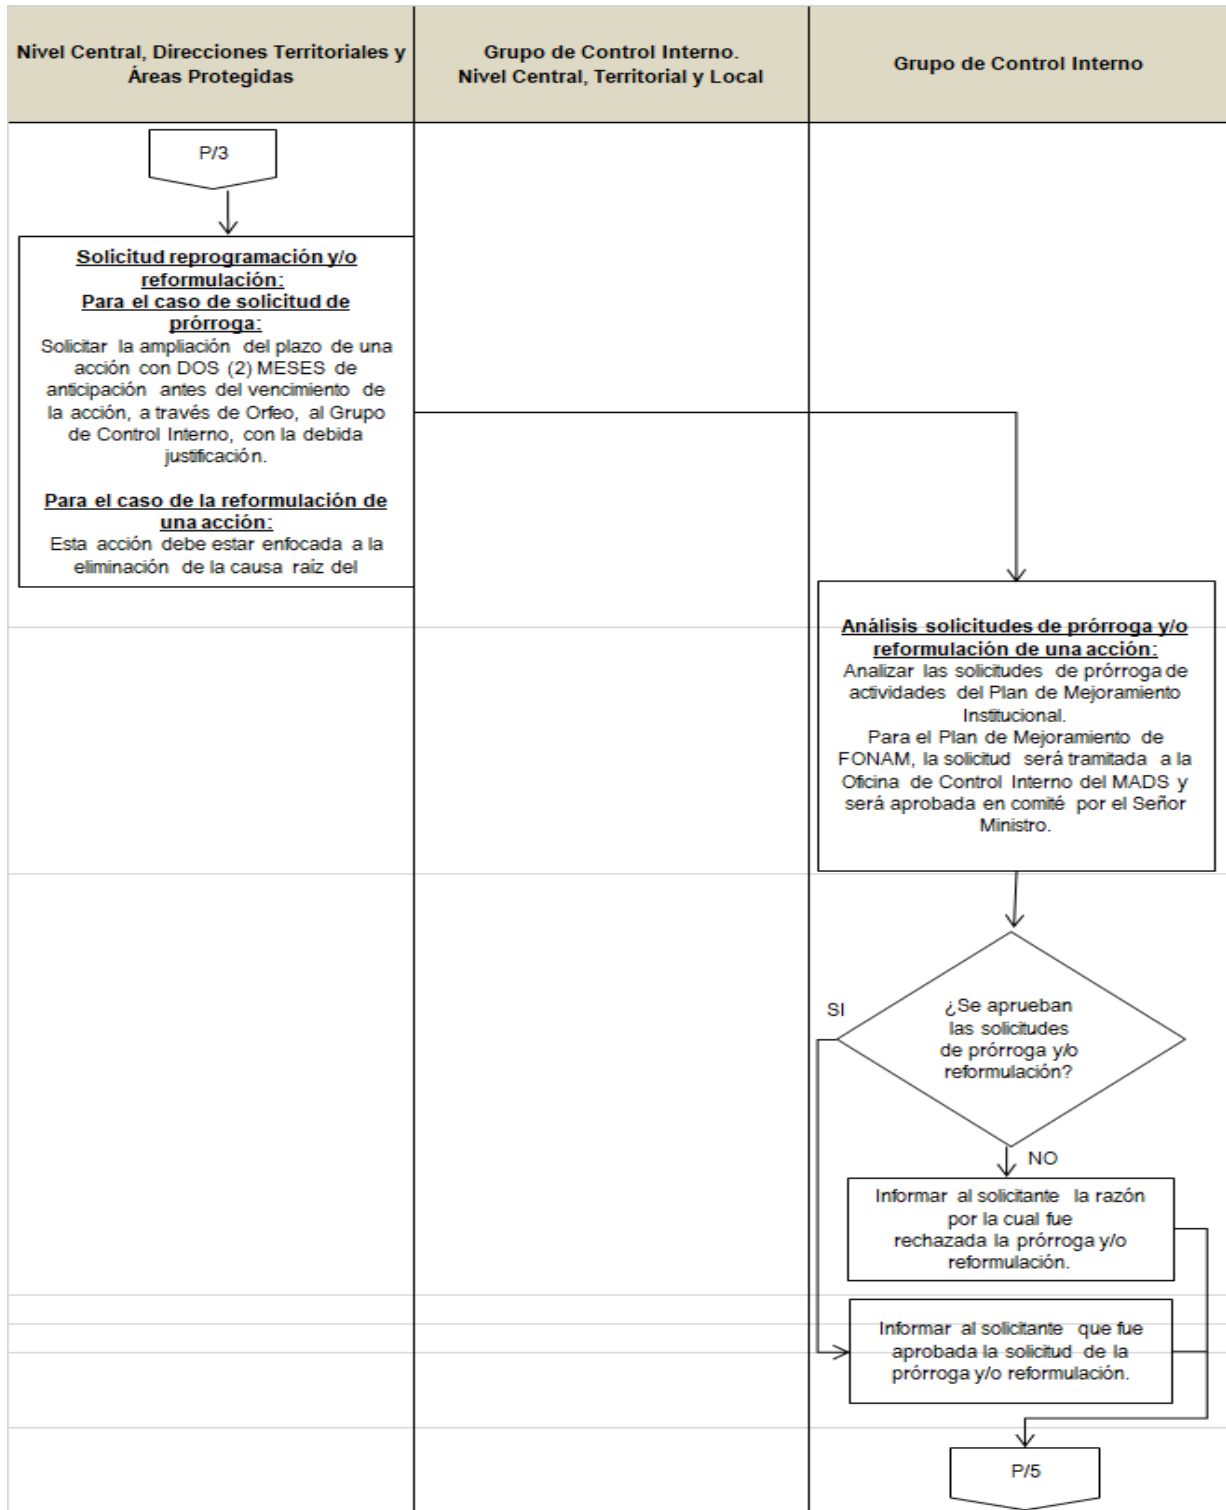 Nivel Central, Direcciones Territoriales y
Áreas Protegidas
Grupo de Control Interno.
Nivel Central, Territorial y Local
Grupo de Control Interno
P/3
Solicitud reprogramación y/o
reformulación:
Para el caso de solicitud de
prórroga:
Solicitar la ampliación del plazo de una
acción con DOS (2) MESES de
anticipación antes del vencimiento de
la acción, a través de Orfeo, al Grupo
de Control Interno, con la debida
justificación.
Para el caso de la reformulación de
una acción:
Esta acción debe estar enfocada a la
eliminación de la causa raíz del
Análisis solicitudes de prórroga y/o
reformulación de una acción:
Analizar las solicitudes de prórroga de
actividades del Plan de Mejoramiento
Institucional.
Para el Plan de Mejoramiento de
FONAM, la solicitud será tramitada a la
Oficina de Control Interno del MADS y
será aprobada en comité por el Señor
Ministro.
SI
¿Se aprueban
las solicitudes
de prórroga y/o
reformulación?
NO
Informar al solicitante la razón
por la cual fue
rechazada la prórroga y/o
reformulación.
Informar al solicitante que fue
aprobada la solicitud de la
prórroga y/o reformulación.
P/5